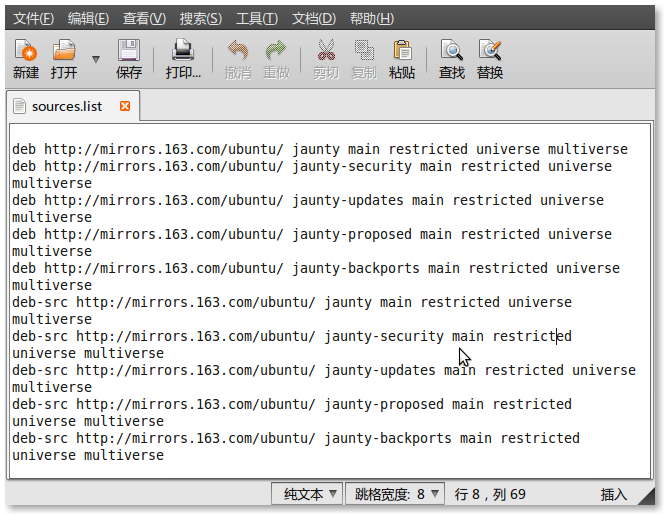 文件(F) 编辑(E) 查看(V) 搜索(S) 工具(T) 文档(D) 帮助(H)
新建 打开 保存 打印... 撤消 重做 剪切 复制 粘贴 查找 替换
sources.list
deb http://mirrors.163.com/ubuntu/ jaunty main restricted universe multiverse
deb http://mirrors.163.com/ubuntu/ jaunty-security main restricted universe
multiverse
deb http://mirrors.163.com/ubuntu/ jaunty-updates main restricted universe
multiverse
deb http://mirrors.163.com/ubuntu/ jaunty-proposed main restricted universe
multiverse
deb http://mirrors.163.com/ubuntu/ jaunty-backports main restricted universe
multiverse
deb-src http://mirrors.163.com/ubuntu/ jaunty main restricted universe
multiverse
deb-src http://mirrors.163.com/ubuntu/ jaunty-security main restricted
universe multiverse
deb-src http://mirrors.163.com/ubuntu/ jaunty-updates main restricted universe
multiverse
deb-src http://mirrors.163.com/ubuntu/ jaunty-proposed main restricted
universe multiverse
deb-src http://mirrors.163.com/ubuntu/ jaunty-backports main restricted
universe multiverse
纯文本 跳格宽度: 8 行 8，列 69 插入